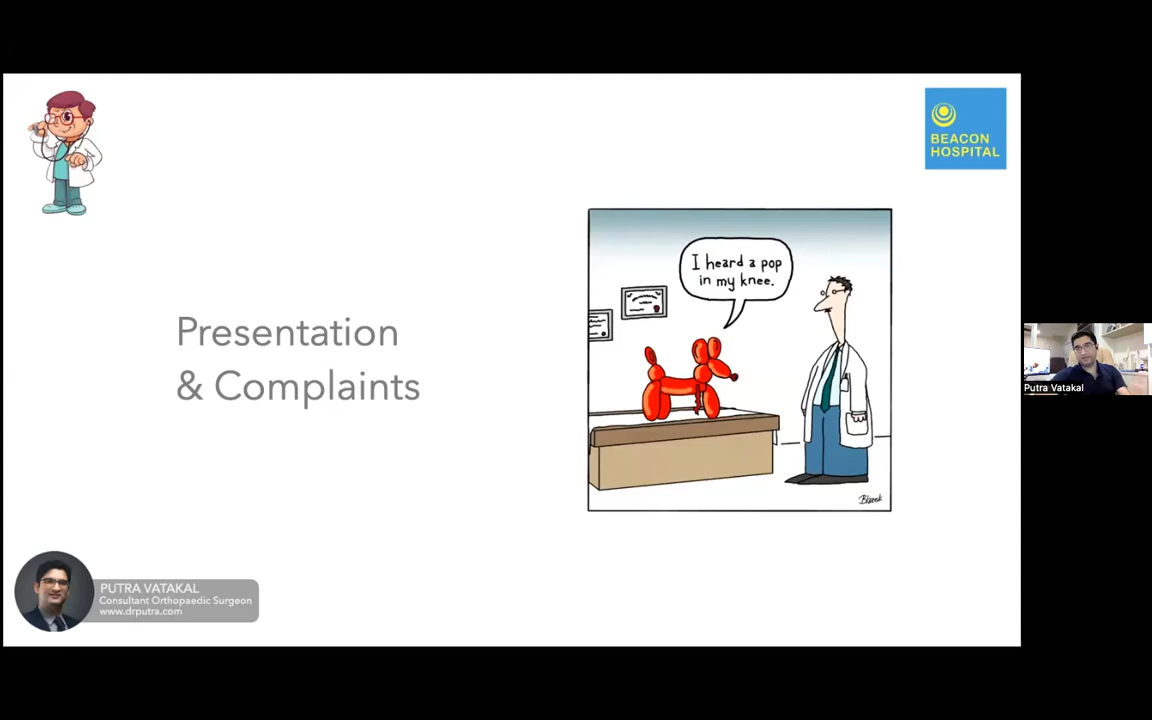 BEACON
HOSPITAL
I heard a pop
in my knee.
Presentation
& Complaints
Putra Vatakal
PUTRA VATAKAL
Consultant Orthopaedic Surgeon
www.drputra.com